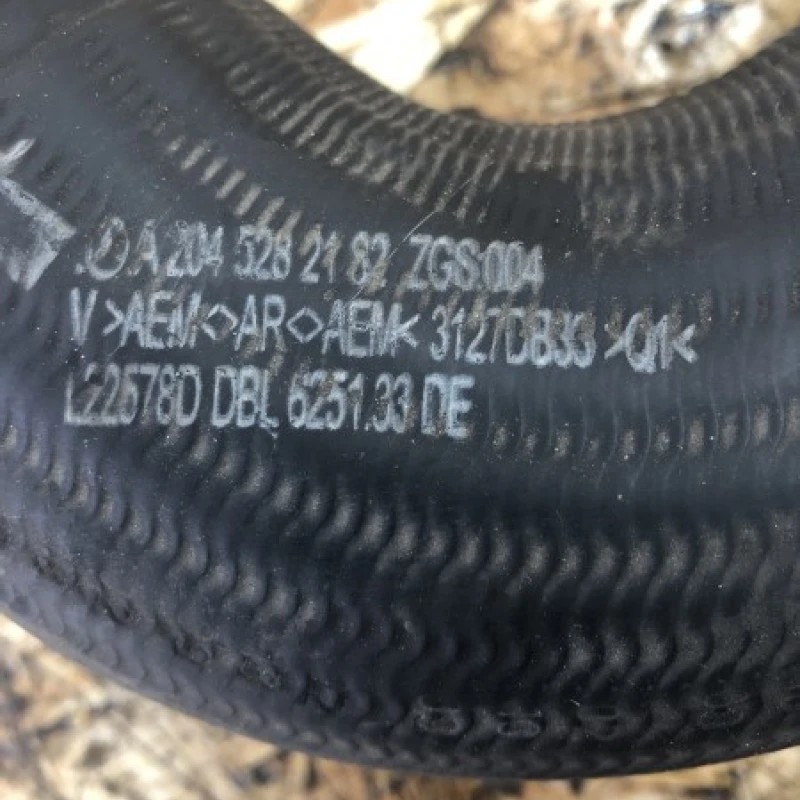 A 204 528 21 82 ZGS:004
V >AEM◇AR◇AEM< 3127DB33 >Q1<
L22578D DBL 6251.33 DE